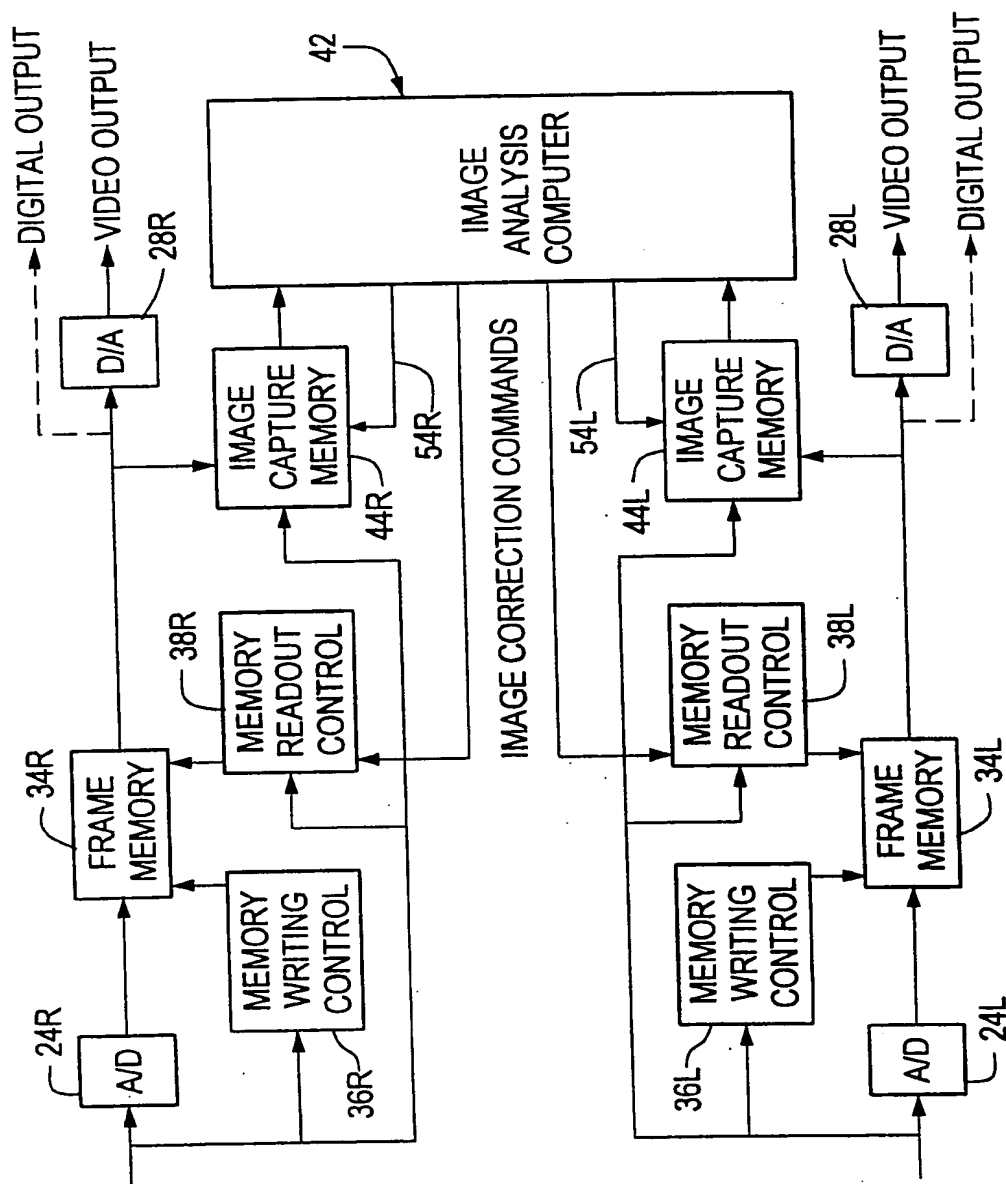 24R
A/D
34R
FRAME
MEMORY
36R
MEMORY
WRITING
CONTROL
38R
MEMORY
READOUT
CONTROL
28R
D/A
DIGITAL OUTPUT
VIDEO OUTPUT
44R
IMAGE
CAPTURE
MEMORY
54R
42
IMAGE
ANALYSIS
COMPUTER
IMAGE CORRECTION COMMANDS
54L
44L
IMAGE
CAPTURE
MEMORY
36L
MEMORY
WRITING
CONTROL
38L
MEMORY
READOUT
CONTROL
24L
A/D
34L
FRAME
MEMORY
28L
D/A
VIDEO OUTPUT
DIGITAL OUTPUT